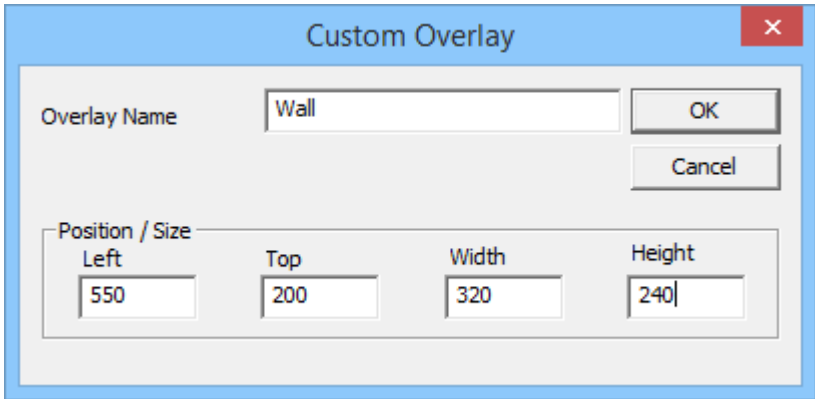 Custom Overlay
Overlay Name Wall OK
Cancel
Position / Size
Left Top Width Height
550 200 320 240